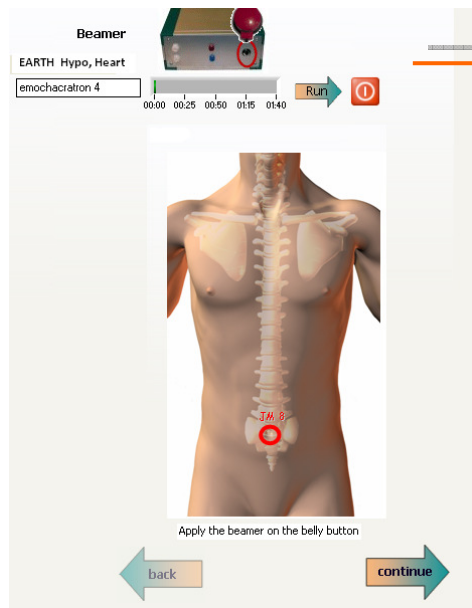 Beamer
EARTH Hypo, Heart
emochacratron 4
00:00 00:25 00:50 01:15 01:40
Run
JM 8
Apply the beamer on the belly button
back
continue